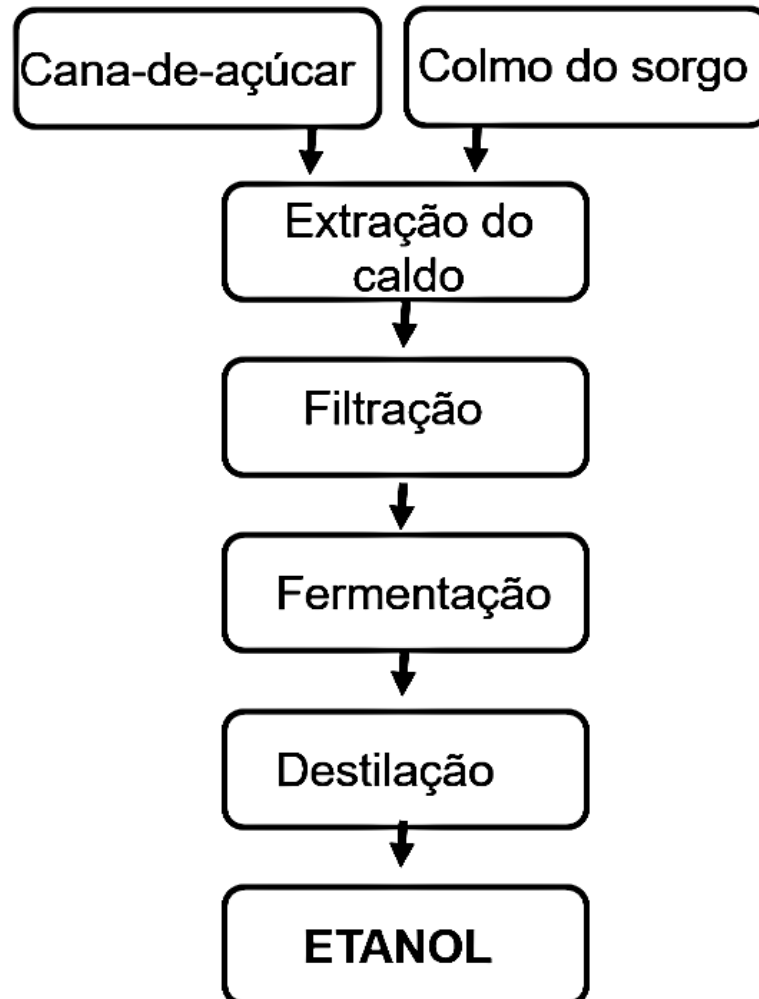 Cana-de-açúcar
Colmo do sorgo
Extração do
caldo
Filtração
Fermentação
Destilação
ETANOL